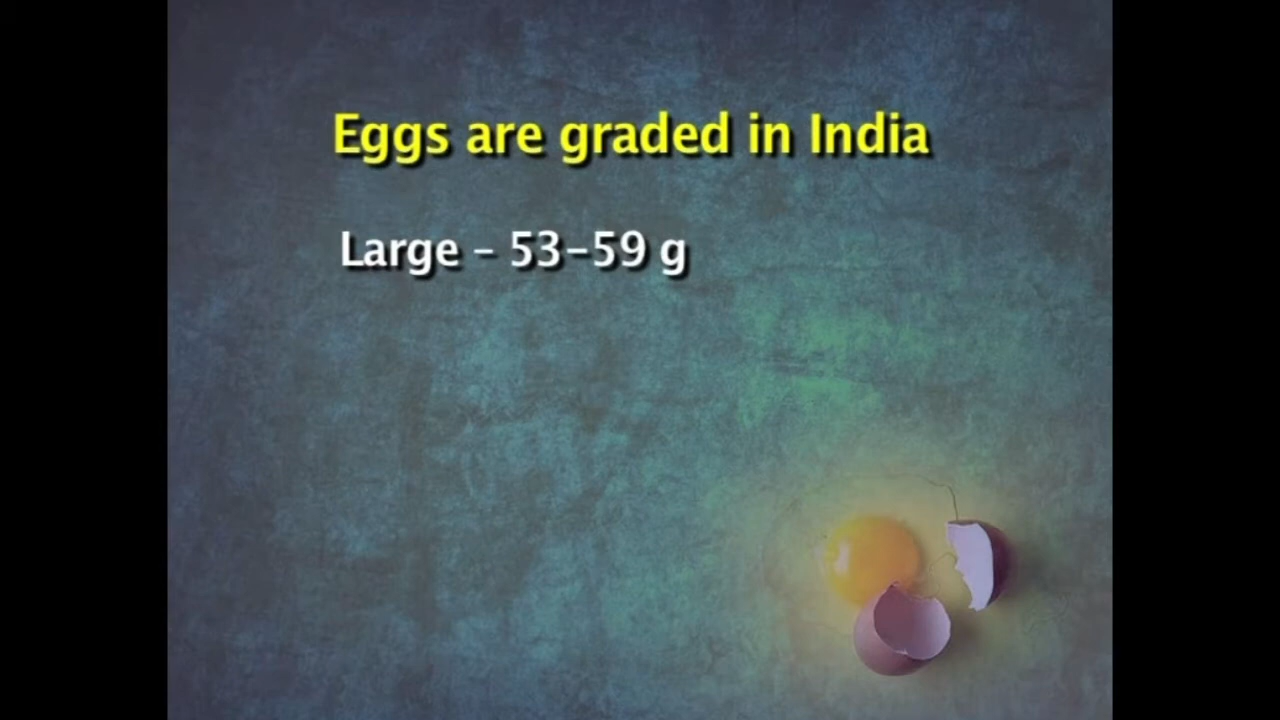 Eggs are graded in India
Large – 53–59 g